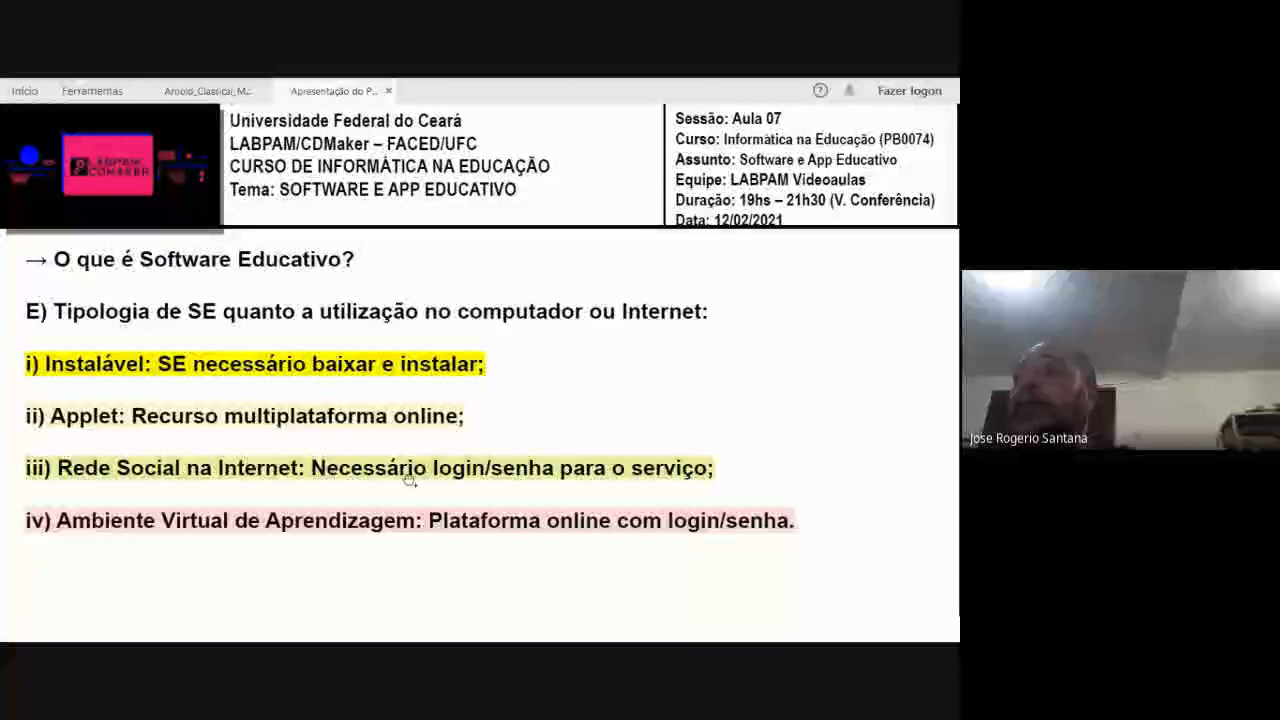 Início
Ferramentas
Arnold_Classical_M...
Apresentação do P...
Fazer logon
LABPAM
CDMAKER
Universidade Federal do Ceará
LABPAM/CDMaker – FACED/UFC
CURSO DE INFORMÁTICA NA EDUCAÇÃO
Tema: SOFTWARE E APP EDUCATIVO
Sessão: Aula 07
Curso: Informática na Educação (PB0074)
Assunto: Software e App Educativo
Equipe: LABPAM Videoaulas
Duração: 19hs – 21h30 (V. Conferência)
Data: 12/02/2021
→ O que é Software Educativo?
E) Tipologia de SE quanto a utilização no computador ou Internet:
i) Instalável: SE necessário baixar e instalar;
ii) Applet: Recurso multiplataforma online;
iii) Rede Social na Internet: Necessário login/senha para o serviço;
iv) Ambiente Virtual de Aprendizagem: Plataforma online com login/senha.
Jose Rogerio Santana